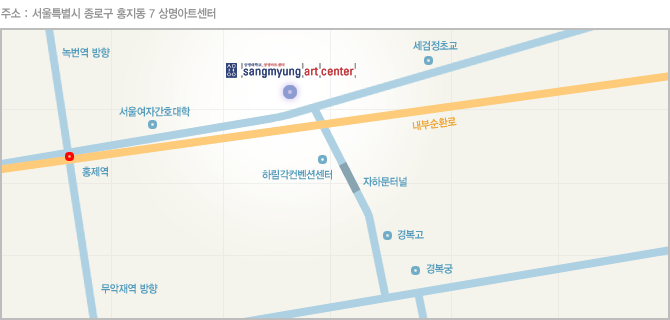 주소 : 서울특별시 종로구 홍지동 7 상명아트센터
녹번역 방향
세검정초교
상명대학교 상명아트센터
sangmyung art center
서울여자간호대학
내부순환로
홍제역
하림각컨벤션센터
자하문터널
경복고
경복궁
무악재역 방향